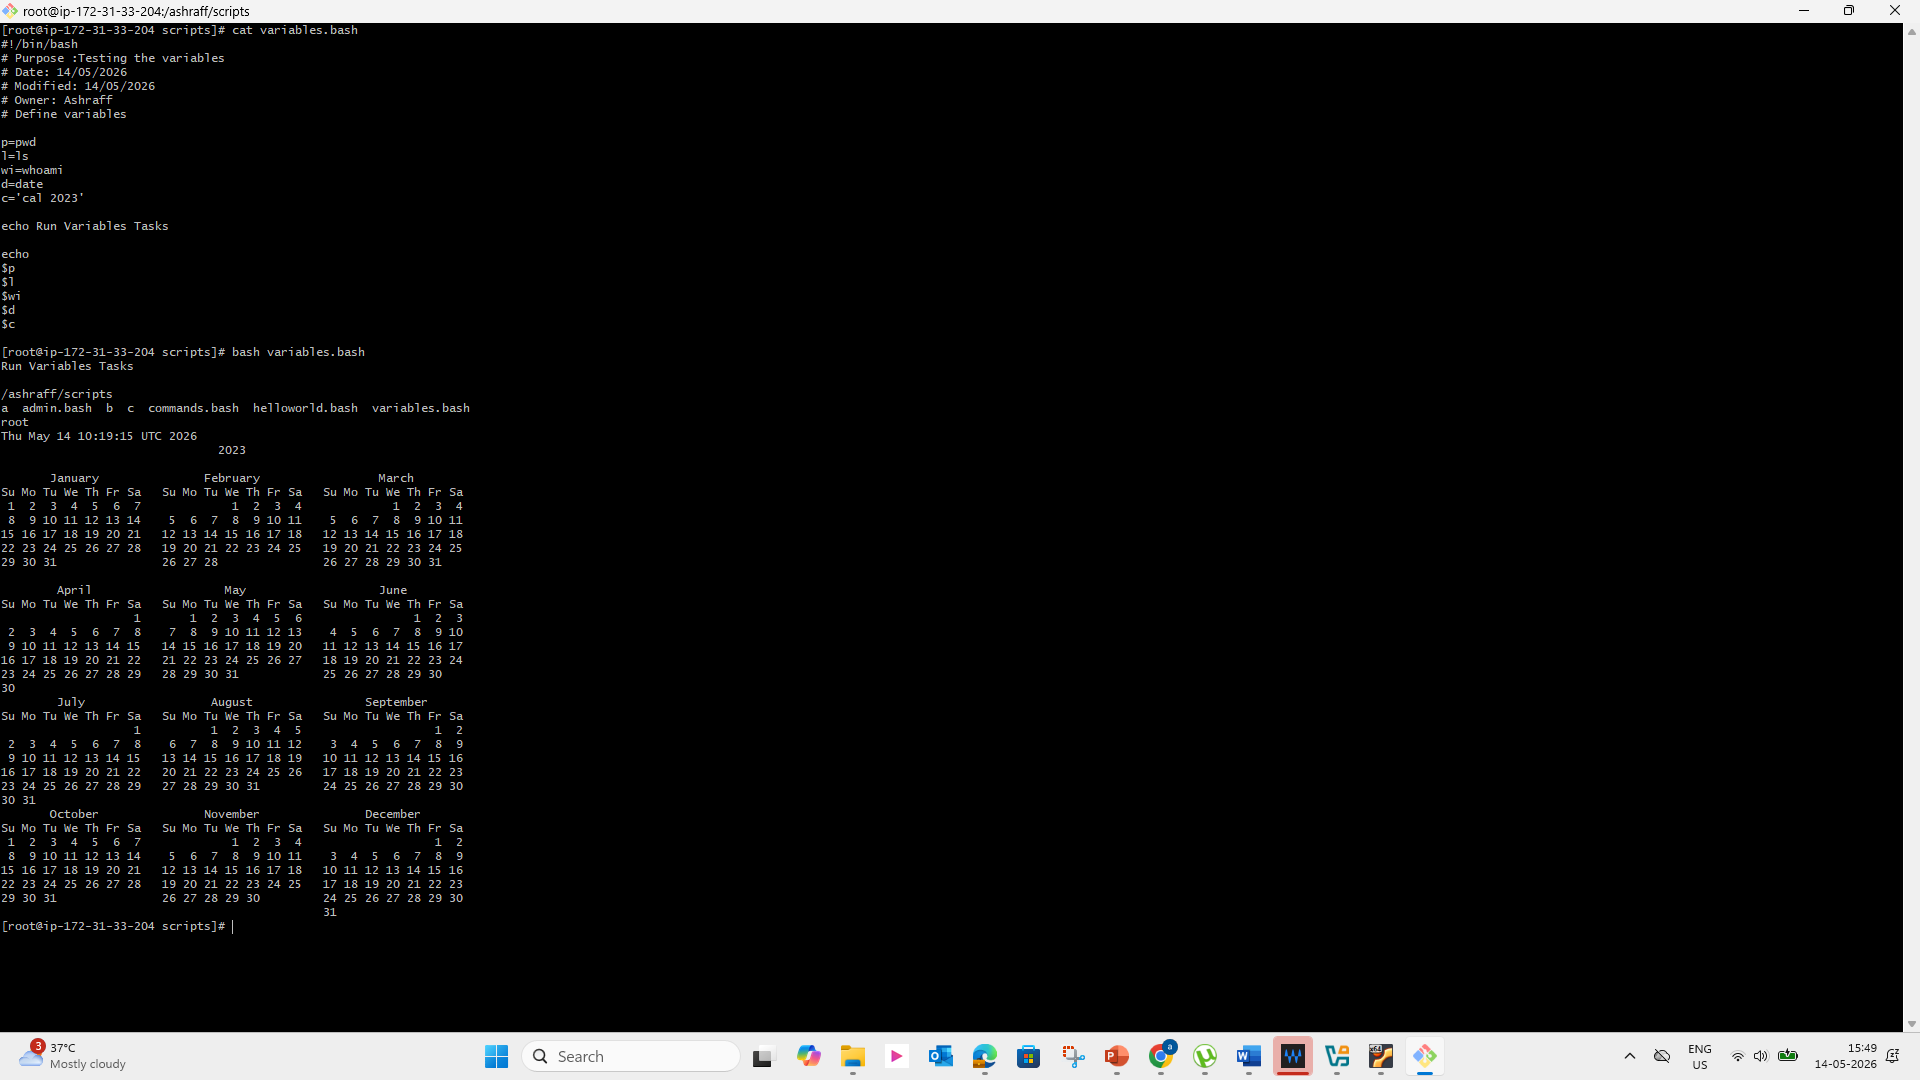 root@ip-172-31-33-204:/ashraff/scripts
[root@ip-172-31-33-204 scripts]# cat variables.bash
#!/bin/bash
# Purpose :Testing the variables
# Date: 14/05/2026
# Modified: 14/05/2026
# Owner: Ashraff
# Define variables
p=pwd
l=ls
wi=whoami
d=date
c='cal 2023'
echo Run Variables Tasks
echo
$p
$l
$wi
$d
$c
[root@ip-172-31-33-204 scripts]# bash variables.bash
Run Variables Tasks
/ashraff/scripts
a  admin.bash  b  c  commands.bash  helloworld.bash  variables.bash
root
Thu May 14 10:19:15 UTC 2026
                               2023
       January               February                 March
Su Mo Tu We Th Fr Sa   Su Mo Tu We Th Fr Sa   Su Mo Tu We Th Fr Sa
 1  2  3  4  5  6  7             1  2  3  4             1  2  3  4
 8  9 10 11 12 13 14    5  6  7  8  9 10 11    5  6  7  8  9 10 11
15 16 17 18 19 20 21   12 13 14 15 16 17 18   12 13 14 15 16 17 18
22 23 24 25 26 27 28   19 20 21 22 23 24 25   19 20 21 22 23 24 25
29 30 31               26 27 28               26 27 28 29 30 31
        April                   May                   June
Su Mo Tu We Th Fr Sa   Su Mo Tu We Th Fr Sa   Su Mo Tu We Th Fr Sa
                   1       1  2  3  4  5  6                1  2  3
 2  3  4  5  6  7  8    7  8  9 10 11 12 13    4  5  6  7  8  9 10
 9 10 11 12 13 14 15   14 15 16 17 18 19 20   11 12 13 14 15 16 17
16 17 18 19 20 21 22   21 22 23 24 25 26 27   18 19 20 21 22 23 24
23 24 25 26 27 28 29   28 29 30 31            25 26 27 28 29 30
30
        July                  August                September
Su Mo Tu We Th Fr Sa   Su Mo Tu We Th Fr Sa   Su Mo Tu We Th Fr Sa
                   1          1  2  3  4  5                   1  2
 2  3  4  5  6  7  8    6  7  8  9 10 11 12    3  4  5  6  7  8  9
 9 10 11 12 13 14 15   13 14 15 16 17 18 19   10 11 12 13 14 15 16
16 17 18 19 20 21 22   20 21 22 23 24 25 26   17 18 19 20 21 22 23
23 24 25 26 27 28 29   27 28 29 30 31         24 25 26 27 28 29 30
30 31
       October               November               December
Su Mo Tu We Th Fr Sa   Su Mo Tu We Th Fr Sa   Su Mo Tu We Th Fr Sa
 1  2  3  4  5  6  7             1  2  3  4                   1  2
 8  9 10 11 12 13 14    5  6  7  8  9 10 11    3  4  5  6  7  8  9
15 16 17 18 19 20 21   12 13 14 15 16 17 18   10 11 12 13 14 15 16
22 23 24 25 26 27 28   19 20 21 22 23 24 25   17 18 19 20 21 22 23
29 30 31               26 27 28 29 30         24 25 26 27 28 29 30
                                              31
[root@ip-172-31-33-204 scripts]#
3
37°C
Mostly cloudy
Search
a
ENG
US
15:49
14-05-2026